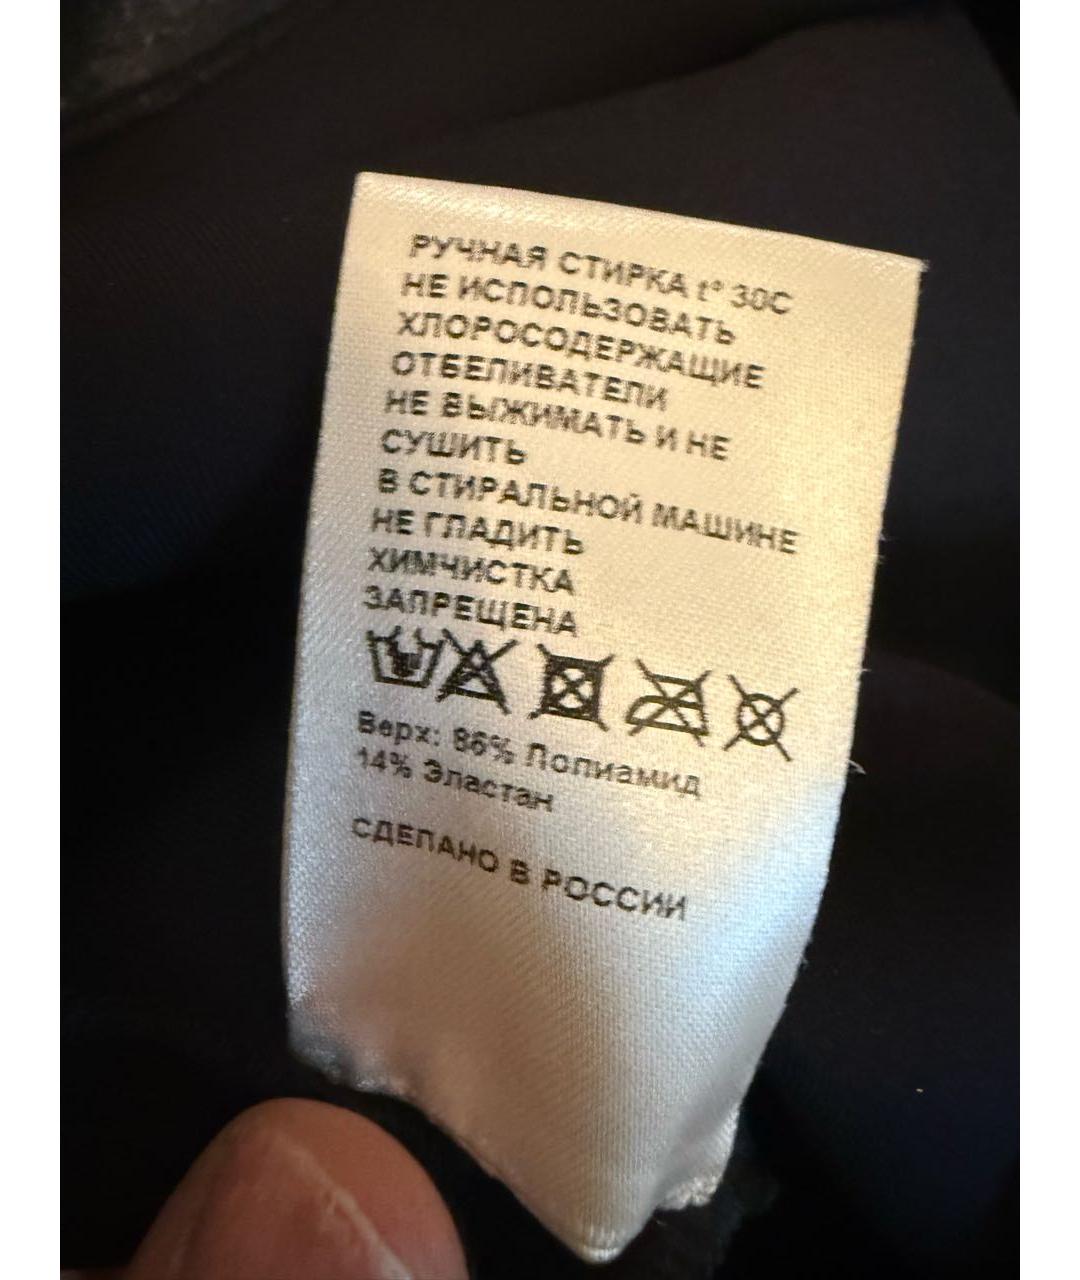 РУЧНАЯ СТИРКА t° 30C
НЕ ИСПОЛЬЗОВАТЬ
ХЛОРОСОДЕРЖАЩИЕ
ОТБЕЛИВАТЕЛИ
НЕ ВЫЖИМАТЬ И НЕ
СУШИТЬ
В СТИРАЛЬНОЙ МАШИНЕ
НЕ ГЛАДИТЬ
ХИМЧИСТКА
ЗАПРЕЩЕНА
Верх: 86% Полиамид
14% Эластан
СДЕЛАНО В РОССИИ